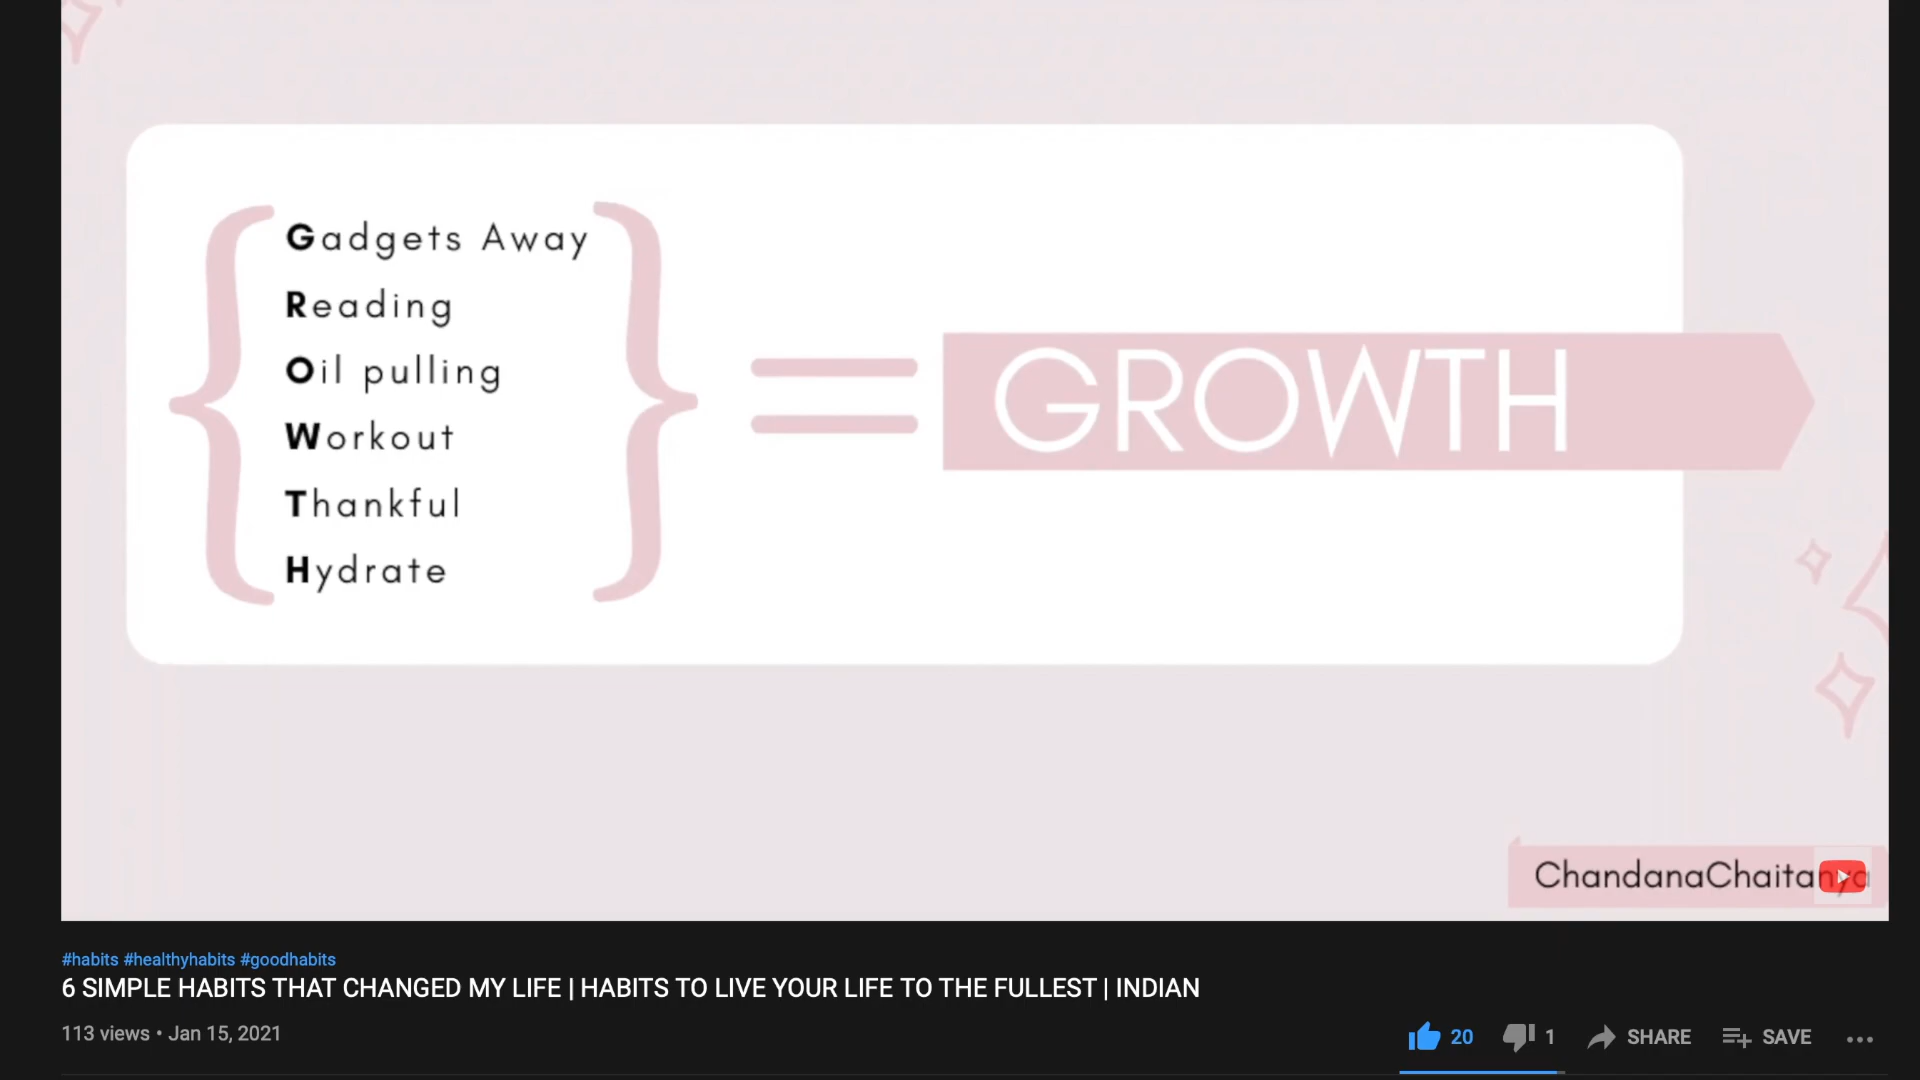 Gadgets Away
Reading
Oil pulling
Workout
Thankful
Hydrate
GROWTH
ChandanaChaitanya
#habits #healthyhabits #goodhabits
6 SIMPLE HABITS THAT CHANGED MY LIFE | HABITS TO LIVE YOUR LIFE TO THE FULLEST | INDIAN
113 views • Jan 15, 2021
20 1 SHARE SAVE